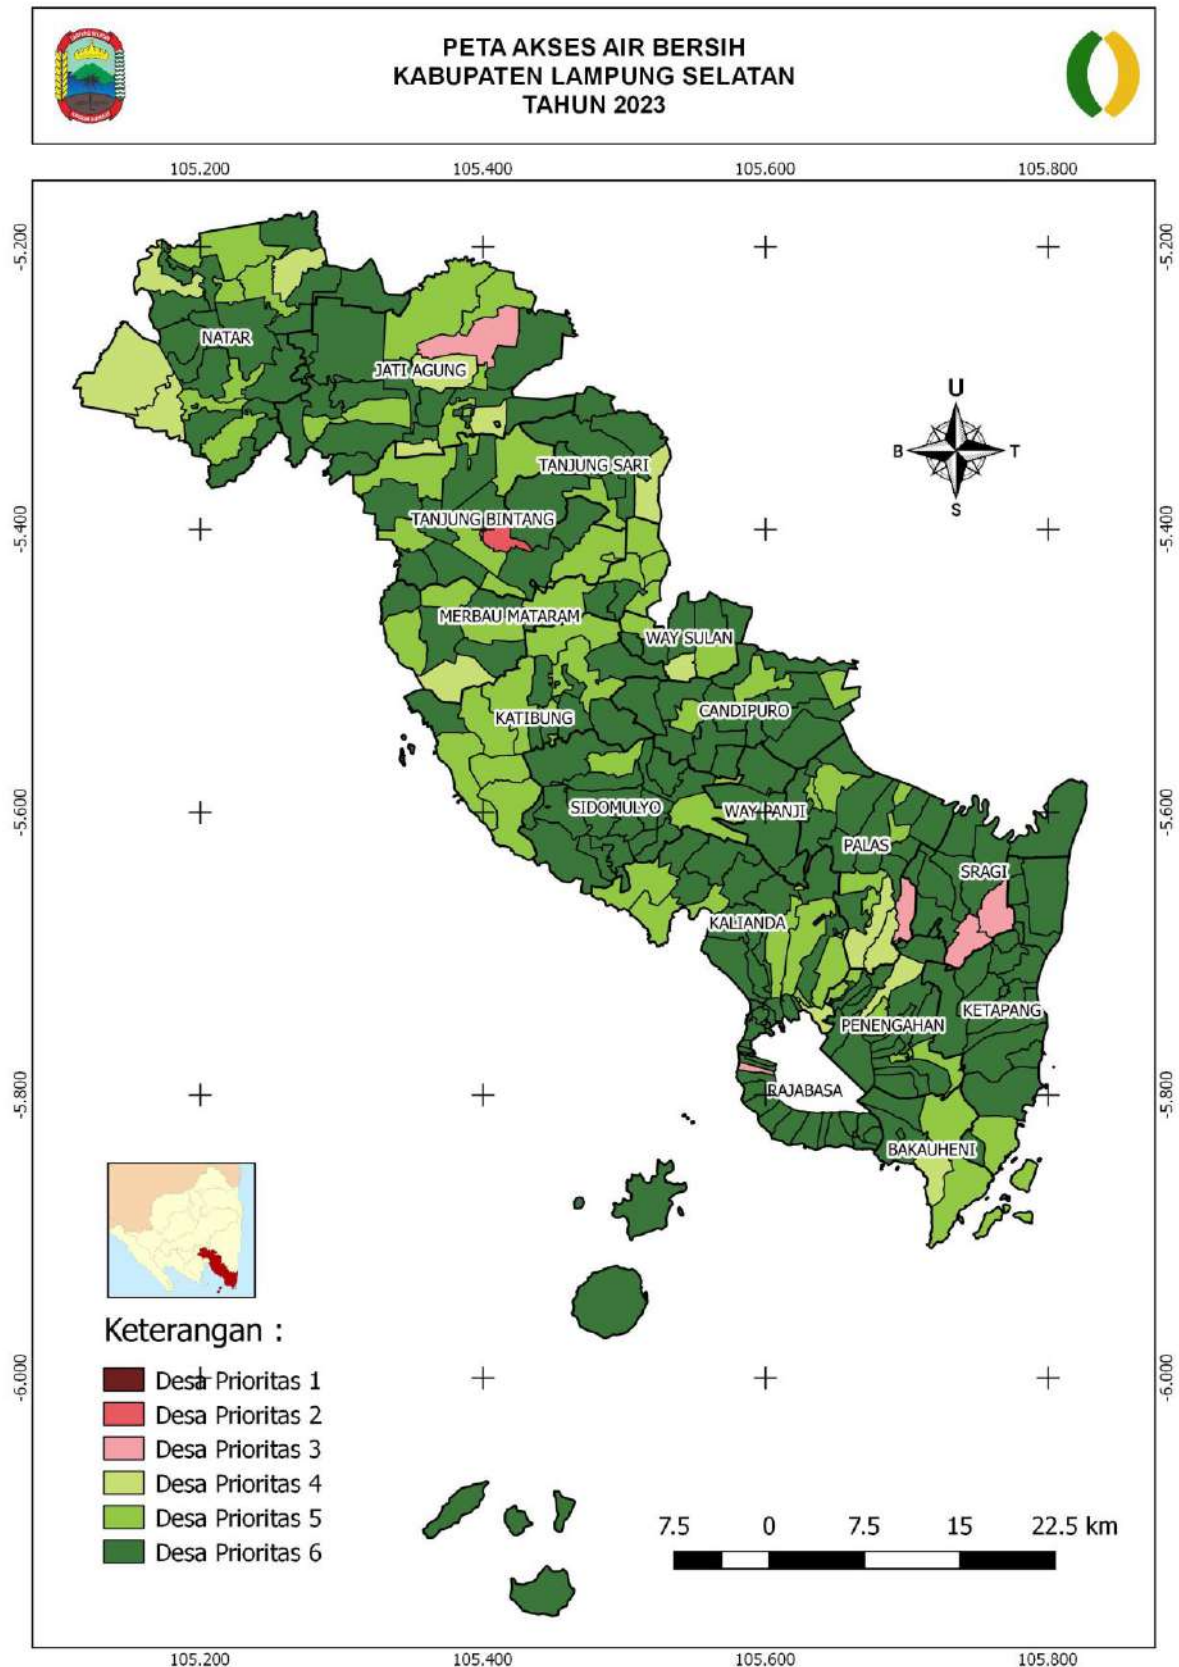 PETA AKSES AIR BERSIH
KABUPATEN LAMPUNG SELATAN
TAHUN 2023
105.200 105.400 105.600 105.800
-5.200 -5.200
NATAR
JATI AGUNG
U
B T
S
TANJUNG SARI
TANJUNG BINTANG
-5.400 -5.400
MERBAU MATARAM
WAY SULAN
KATIBUNG
CANDIPURO
SIDOMULYO
WAY PANJI
-5.600 -5.600
PALAS
SRAGI
KALIANDA
KETAPANG
PENENGAHAN
RAJABASA
-5.800 -5.800
BAKAUHENI
Keterangan :
-6.000 -6.000
Desa Prioritas 1
Desa Prioritas 2
Desa Prioritas 3
Desa Prioritas 4
Desa Prioritas 5
Desa Prioritas 6
7.5 0 7.5 15 22.5 km
105.200 105.400 105.600 105.800